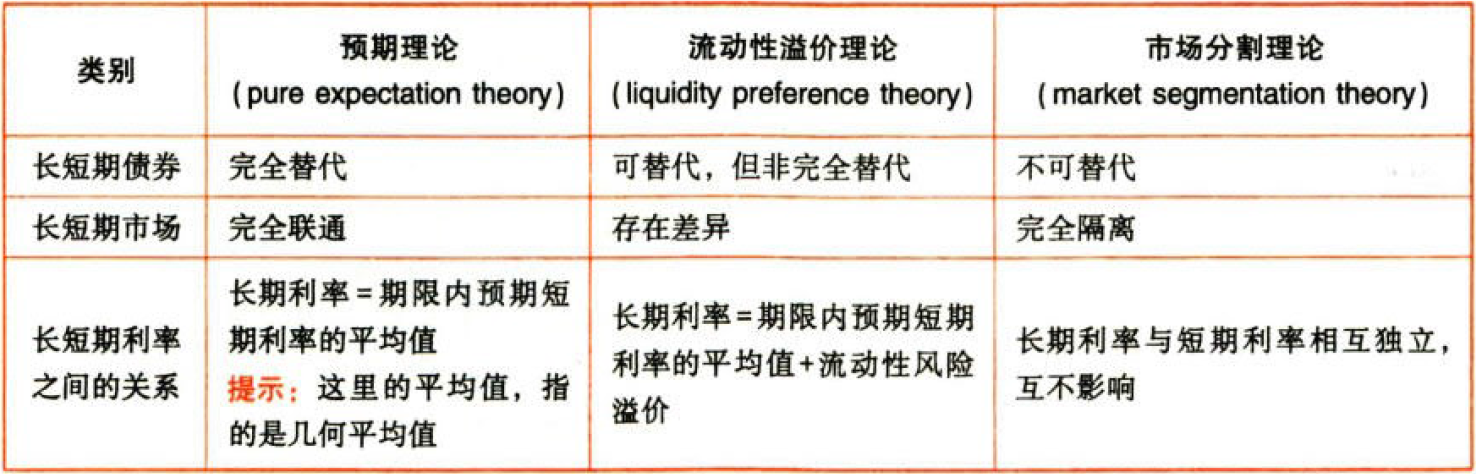 类别
预期理论
(pure expectation theory)
流动性溢价理论
(liquidity preference theory)
市场分割理论
(market segmentation theory)
长短期债券
完全替代
可替代，但非完全替代
不可替代
长短期市场
完全联通
存在差异
完全隔离
长短期利率
之间的关系
长期利率=期限内预期短
期利率的平均值
提示：这里的平均值，指
的是几何平均值
长期利率=期限内预期短期
利率的平均值+流动性风险
溢价
长期利率与短期利率相互独立，
互不影响